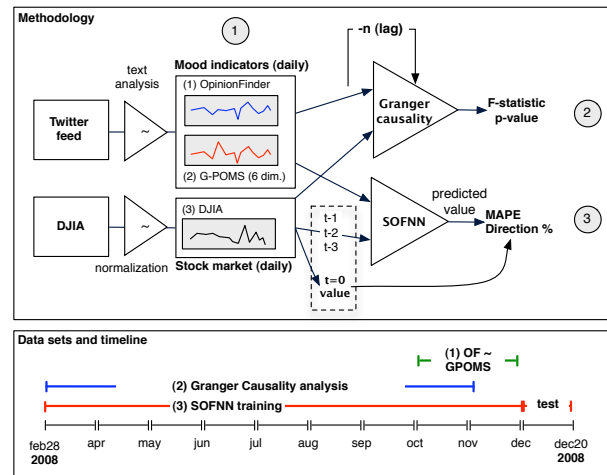 Methodology
1
-n (lag)
text
analysis
Mood indicators (daily)
(1) OpinionFinder
Twitter
feed
~
Granger
causality
F-statistic
p-value
2
(2) G-POMS (6 dim.)
DJIA
~
normalization
(3) DJIA
Stock market (daily)
t-1
t-2
t-3
t=0
value
SOFNN
predicted
value
MAPE
Direction %
3
Data sets and timeline
(1) OF ~
GPOMS
(2) Granger Causality analysis
(3) SOFNN training
test
feb28 apr may jun jul aug sep oct nov dec dec20
2008 2008